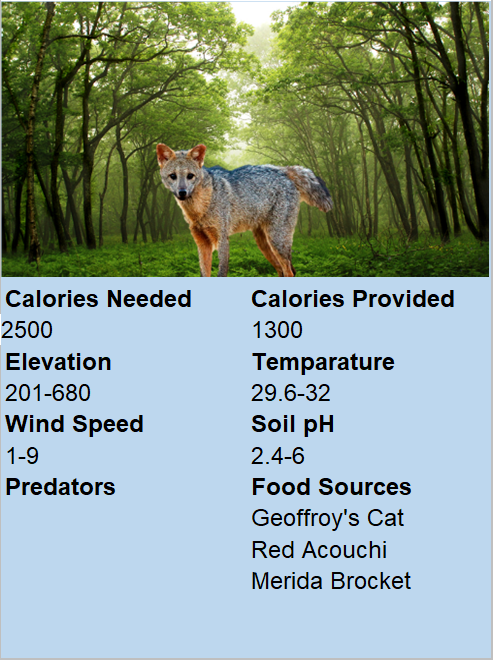 Calories Needed
Calories Provided
2500
1300
Elevation
Temparature
201-680
29.6-32
Wind Speed
Soil pH
1-9
2.4-6
Predators
Food Sources
Geoffroy's Cat
Red Acouchi
Merida Brocket